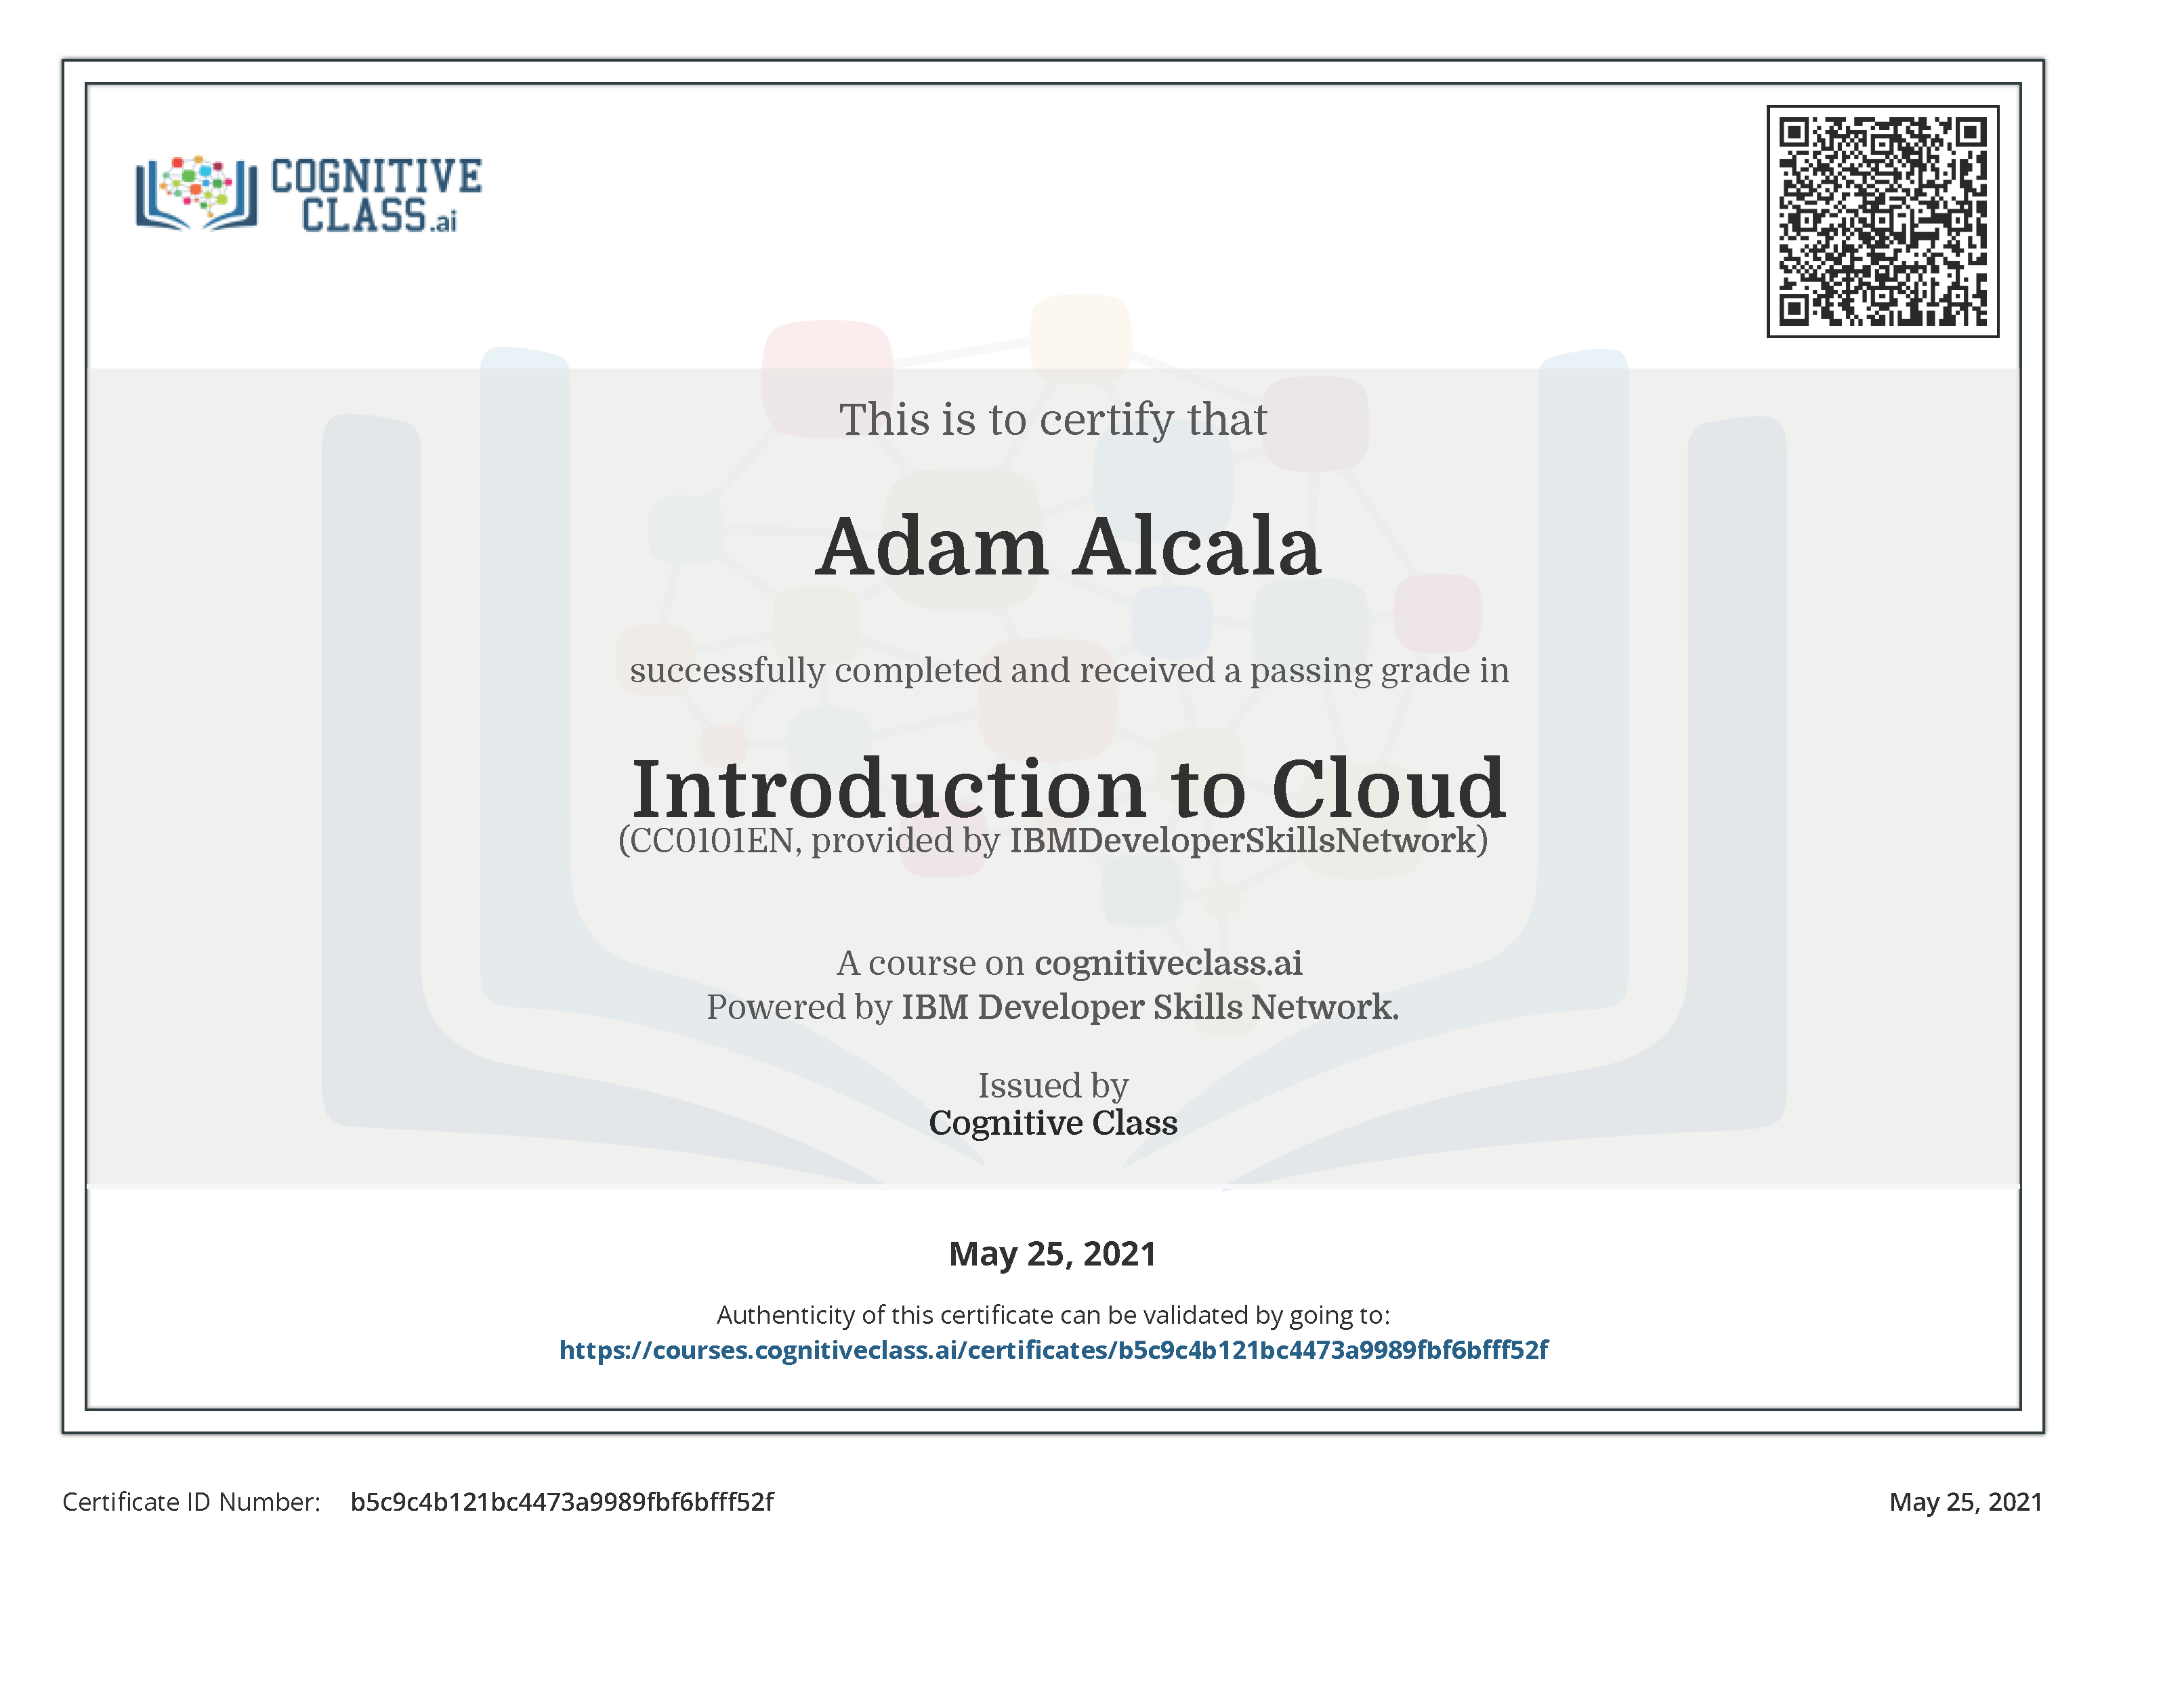 COGNITIVE
CLASS.ai
This is to certify that
Adam Alcala
successfully completed and received a passing grade in
Introduction to Cloud
(CC0101EN, provided by IBMDeveloperSkillsNetwork)
A course on cognitiveclass.ai
Powered by IBM Developer Skills Network.
Issued by
Cognitive Class
May 25, 2021
Authenticity of this certificate can be validated by going to:
https://courses.cognitiveclass.ai/certificates/b5c9c4b121bc4473a9989fbf6bfff52f
Certificate ID Number: b5c9c4b121bc4473a9989fbf6bfff52f May 25, 2021